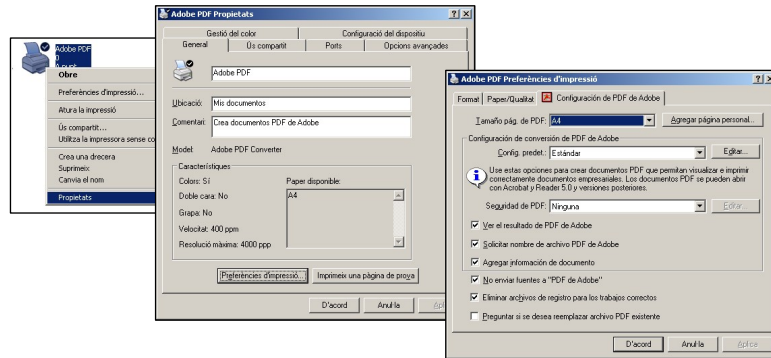 Adobe PDF
0
A punt
Obre
Preferències d'impressió...
Atura la impressió
Ús compartit...
Utilitza la impressora sense co
Crea una drecera
Suprimeix
Canvia el nom
Propietats
Adobe PDF Propietats
Gestió del color
Configuració del dispositiu
General
Ús compartit
Ports
Opcions avançades
Adobe PDF
Ubicació:
Mis documentos
Comentari:
Crea documentos PDF de Adobe
Model: Adobe PDF Converter
Característiques
Colors: Sí
Paper disponible:
Doble cara: No
A4
Grapa: No
Velocitat: 400 ppm
Resolució màxima: 4000 ppp
Preferències d'impressió...
Imprimeix una pàgina de prova
D'acord
Anul·la
Apl
Adobe PDF Preferències d'impressió
Format
Paper/Qualitat
Configuración de PDF de Adobe
Tamaño pág. de PDF:
A4
Agregar página personal...
Configuración de conversión de PDF de Adobe
Config. predet.:
Estándar
Editar...
Use estas opciones para crear documentos PDF que permitan visualizar e imprimir
correctamente documentos empresariales. Los documentos PDF se pueden abrir
con Acrobat y Reader 5.0 y versiones posteriores.
Seguridad de PDF:
Ninguna
Editar...
Ver el resultado de PDF de Adobe
Solicitar nombre de archivo PDF de Adobe
Agregar información de documento
No enviar fuentes a "PDF de Adobe"
Eliminar archivos de registro para los trabajos correctos
Preguntar si se desea reemplazar archivo PDF existente
D'acord
Anul·la
Aplica